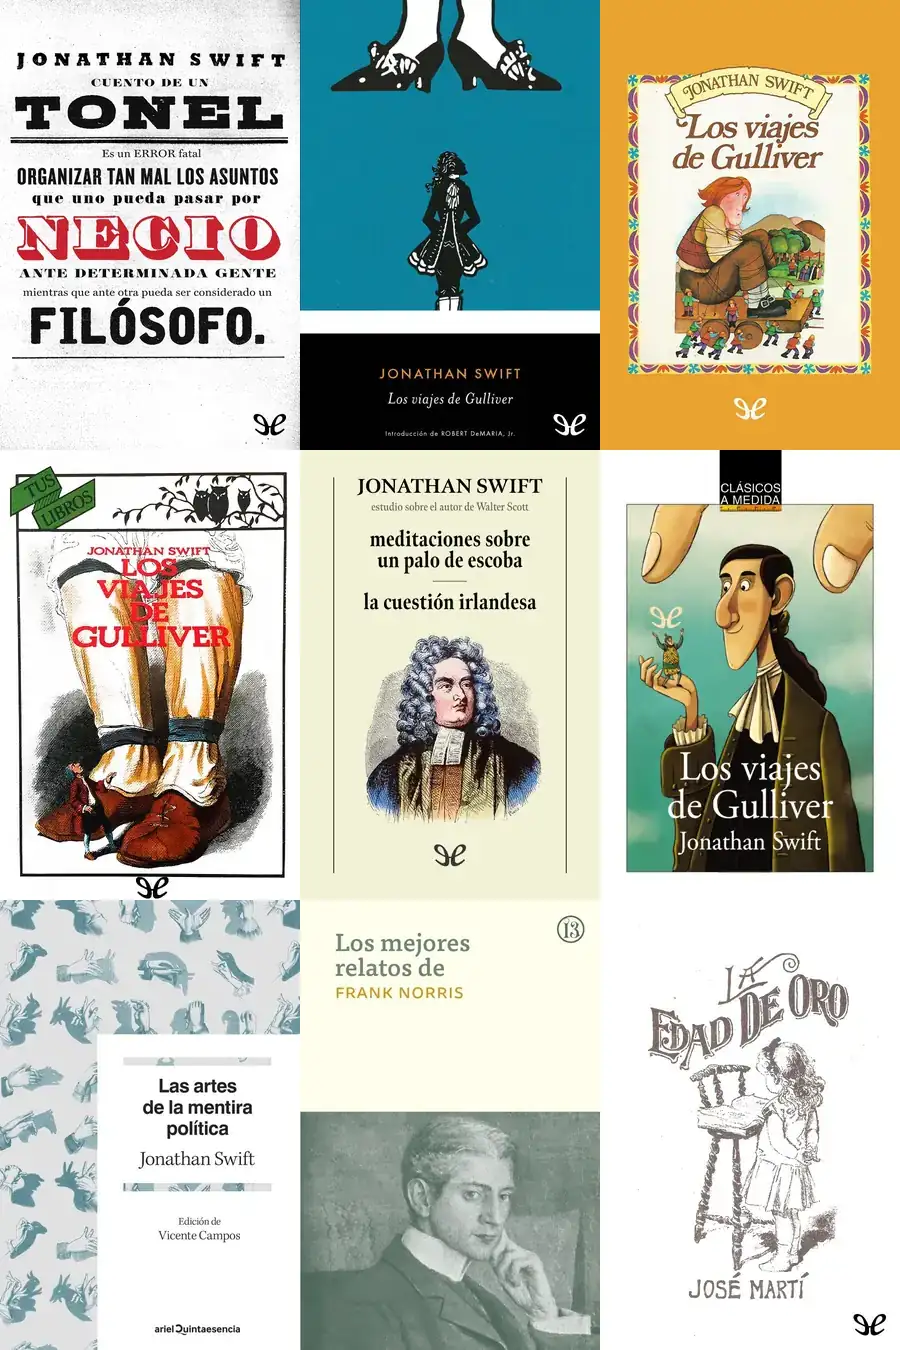 JONATHAN SWIFT
CUENTO DE UN
TONEL
Es un ERROR fatal
ORGANIZAR TAN MAL LOS ASUNTOS
que uno pueda pasar por
NECIO
ANTE DETERMINADA GENTE
mientras que ante otra pueda ser considerado un
FILÓSOFO.
JONATHAN SWIFT
Los viajes de Gulliver
Introducción de ROBERT DeMARIA, Jr.
JONATHAN SWIFT
Los viajes
de Gulliver
TUS
LIBROS
JONATHAN SWIFT
LOS
VIAJES
DE
GULLIVER
JONATHAN SWIFT
estudio sobre el autor de Walter Scott
meditaciones sobre
un palo de escoba
la cuestión irlandesa
CLÁSICOS
A MEDIDA
Los viajes
de Gulliver
Jonathan Swift
Las artes
de la mentira
política
Jonathan Swift
Edición de
Vicente Campos
ariel Quintaesencia
13
Los mejores
relatos de
FRANK NORRIS
LA
EDAD DE ORO
JOSÉ MARTÍ